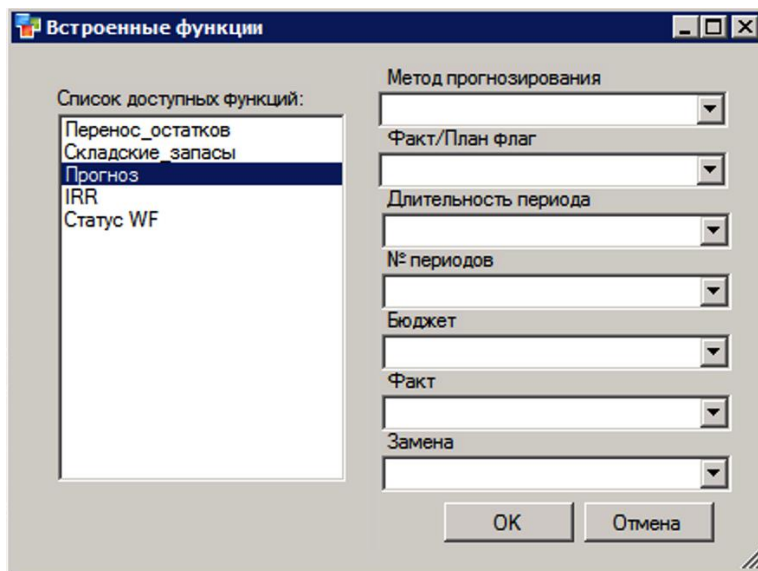 Встроенные функции
Список доступных функций:
Перенос_остатков
Складские_запасы
Прогноз
IRR
Статус WF
Метод прогнозирования
Факт/План флаг
Длительность периода
№ периодов
Бюджет
Факт
Замена
OK
Отмена